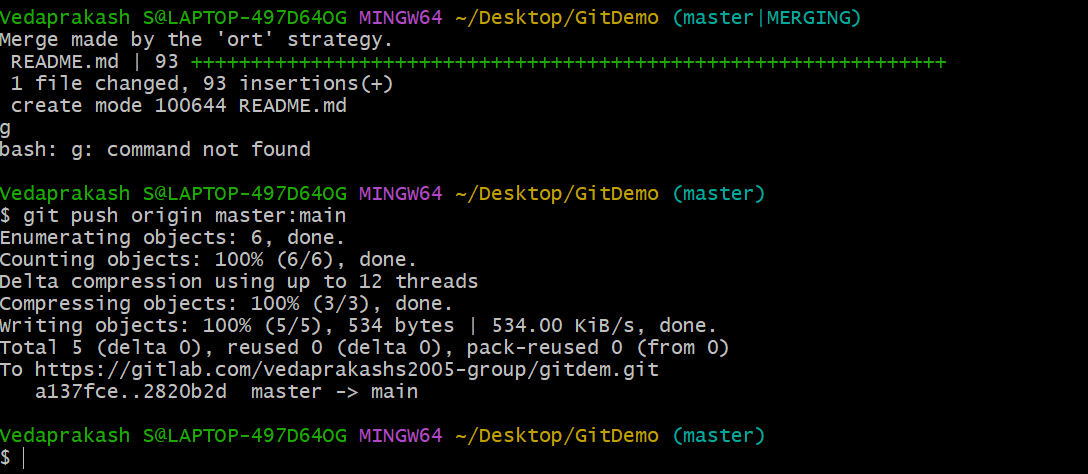 Vedaprakash S@LAPTOP-497D64OG MINGW64 ~/Desktop/GitDemo (master|MERGING)
Merge made by the 'ort' strategy.
 README.md | 93 +++++++++++++++++++++++++++++++++++++++++++++++++++++++++++++++
 1 file changed, 93 insertions(+)
 create mode 100644 README.md
g
bash: g: command not found

Vedaprakash S@LAPTOP-497D64OG MINGW64 ~/Desktop/GitDemo (master)
$ git push origin master:main
Enumerating objects: 6, done.
Counting objects: 100% (6/6), done.
Delta compression using up to 12 threads
Compressing objects: 100% (3/3), done.
Writing objects: 100% (5/5), 534 bytes | 534.00 KiB/s, done.
Total 5 (delta 0), reused 0 (delta 0), pack-reused 0 (from 0)
To https://gitlab.com/vedaprakashs2005-group/gitdem.git
   a137fce..2820b2d  master -> main

Vedaprakash S@LAPTOP-497D64OG MINGW64 ~/Desktop/GitDemo (master)
$